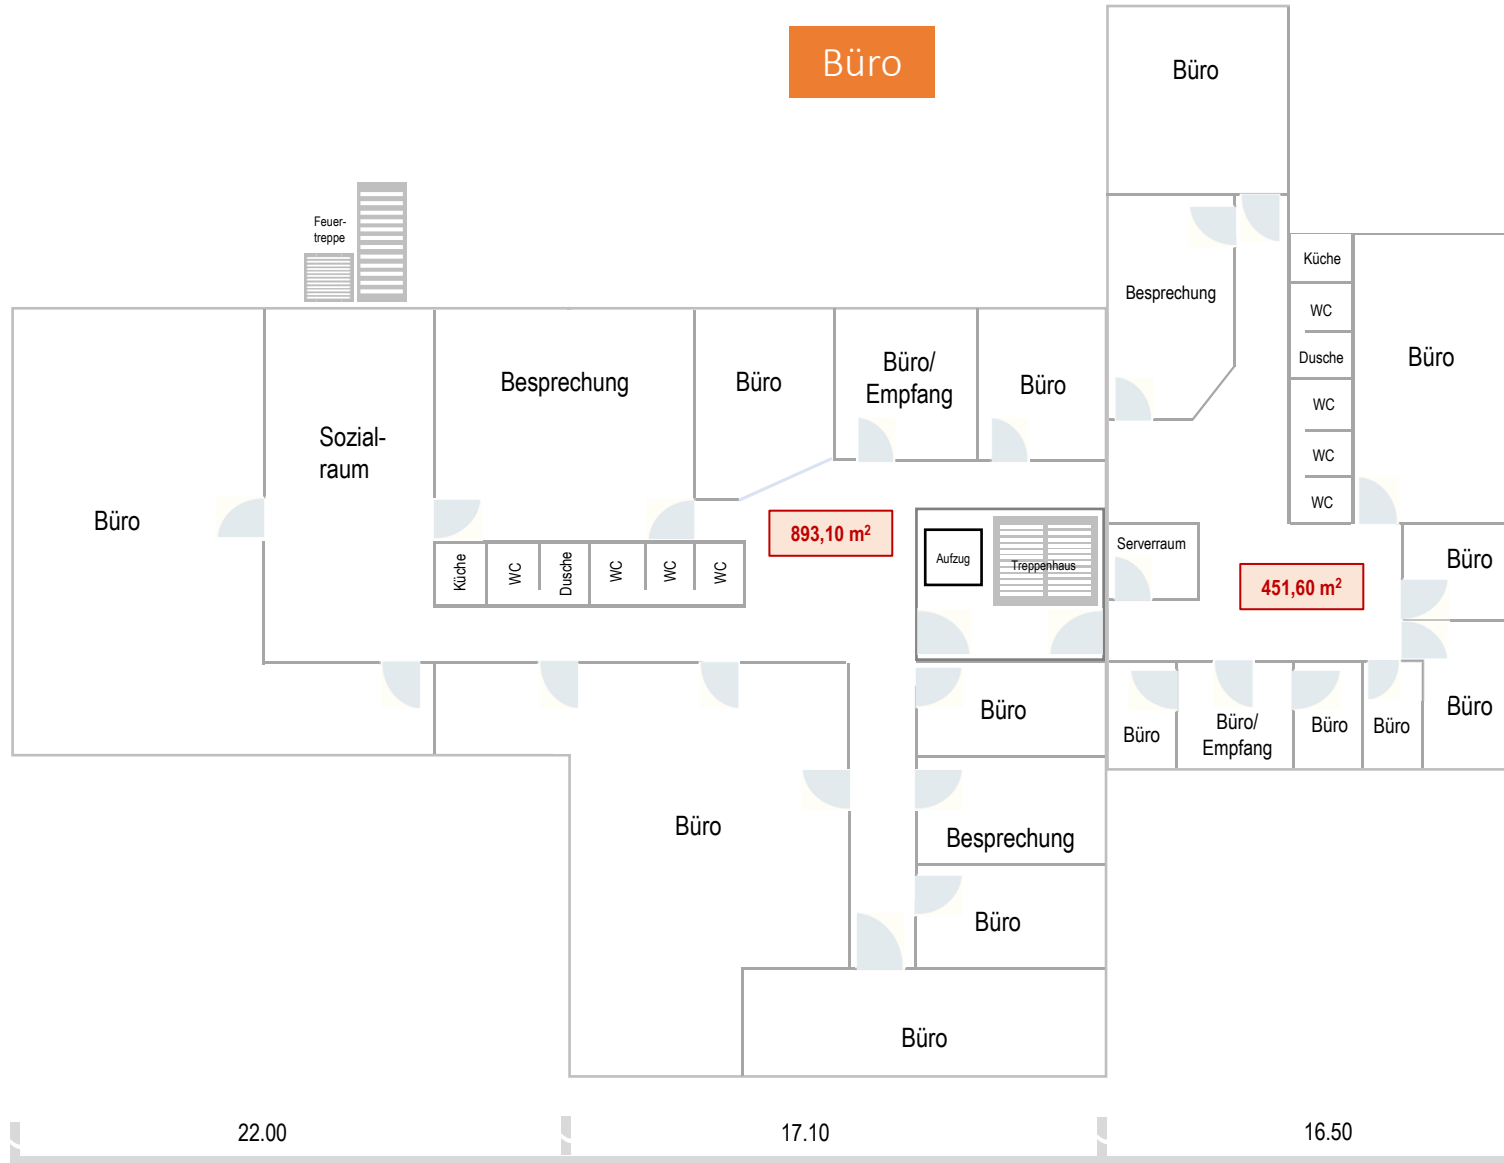 Büro
Büro
Feuer-
treppe
Küche
WC
Dusche
WC
WC
WC
Besprechung
Büro
Büro
Sozial-
raum
Besprechung
Büro
Büro/
Empfang
Büro
893,10 m²
Küche
WC
Dusche
WC
WC
WC
Aufzug
Treppenhaus
Serverraum
451,60 m²
Büro
Büro
Büro
Büro/
Empfang
Büro
Büro
Büro
Büro
Besprechung
Büro
Büro
Büro
22.00
17.10
16.50